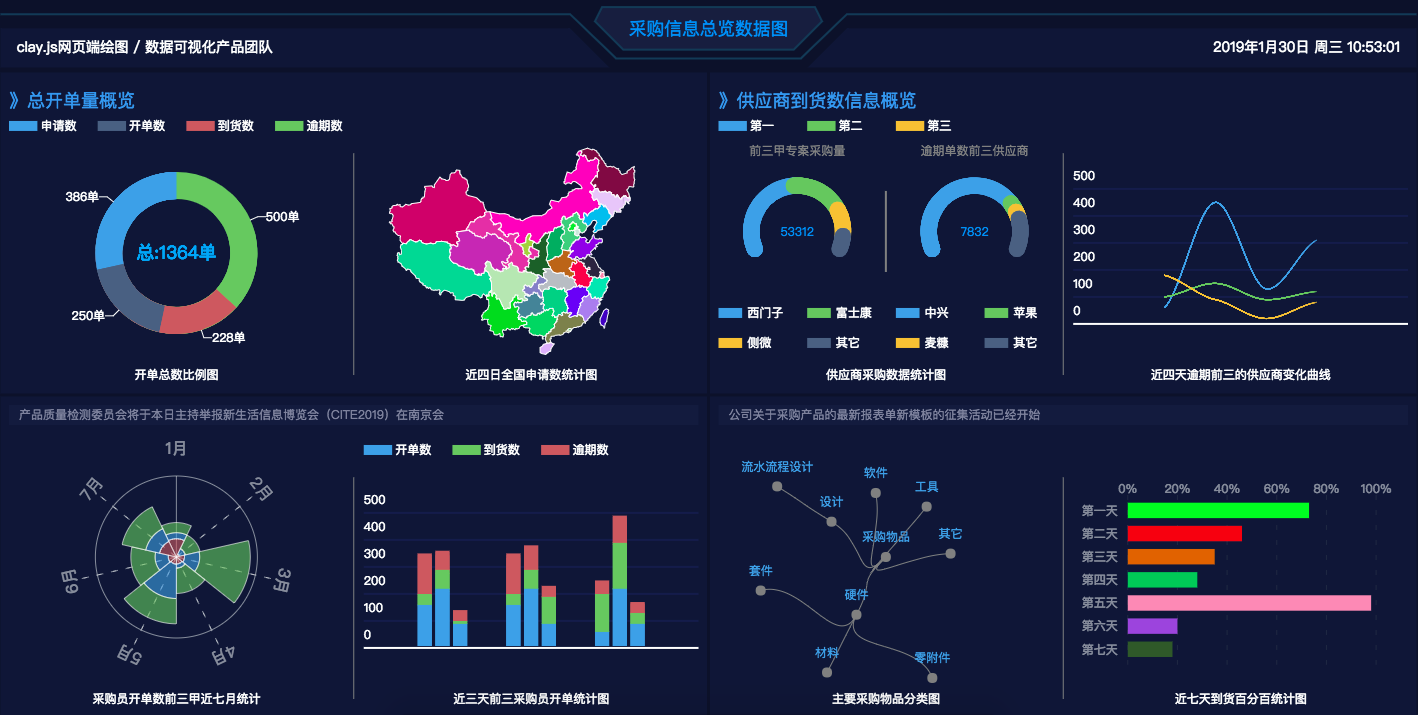 采购信息总览数据图
clay.js网页端绘图 / 数据可视化产品团队
2019年1月30日 周三 10:53:01
》总开单量概览
申请数 开单数 到货数 逾期数
386单
500单
总:1364单
250单
228单
开单总数比例图
近四日全国申请数统计图
》供应商到货数信息概览
第一 第二 第三
前三甲专案采购量 逾期单数前三供应商
53312 7832
西门子 富士康 中兴 苹果
侧微 其它 麦糠 其它
供应商采购数据统计图
500
400
300
200
100
0
近四天逾期前三的供应商变化曲线
产品质量检测委员会将于本日主持举报新生活信息博览会（CITE2019）在南京会
1月
2月
3月
4月
5月
6月
7月
采购员开单数前三甲近七月统计
开单数 到货数 逾期数
500
400
300
200
100
0
近三天前三采购员开单统计图
公司关于采购产品的最新报表单新模板的征集活动已经开始
流水流程设计
软件
工具
设计
采购物品
其它
套件
硬件
材料
零附件
主要采购物品分类图
0% 20% 40% 60% 80% 100%
第一天
第二天
第三天
第四天
第五天
第六天
第七天
近七天到货百分百统计图